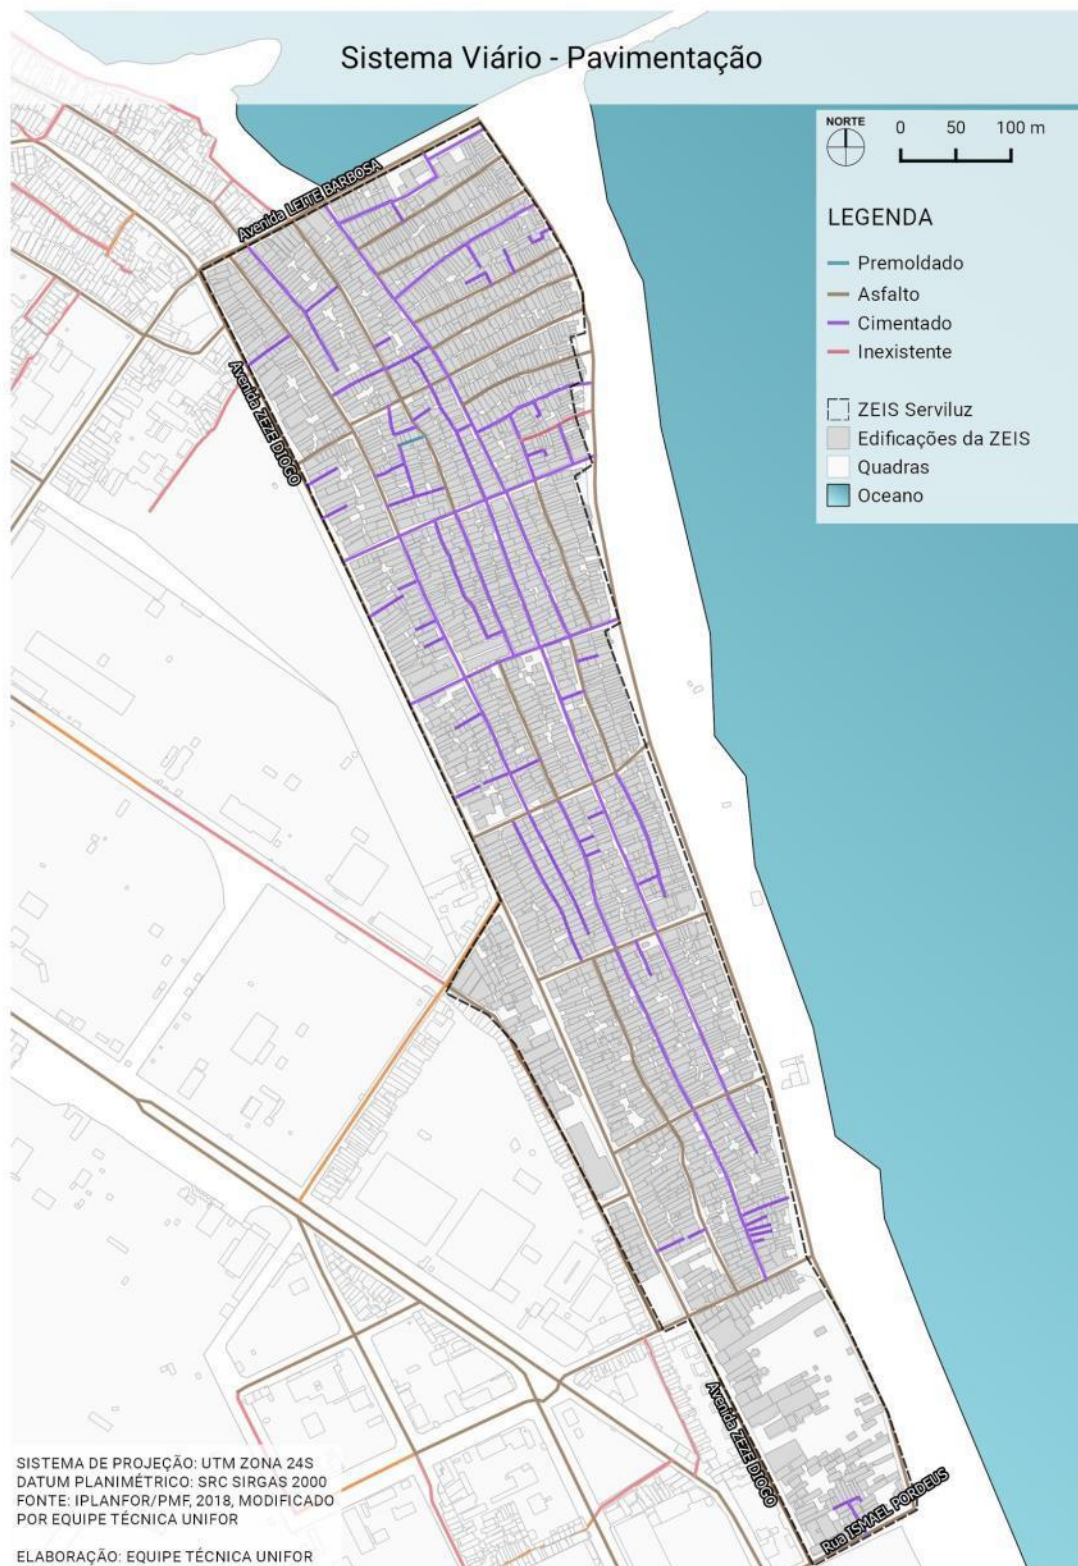 Sistema Viário - Pavimentação
NORTE
0 50 100 m
LEGENDA
Premoldado
Asfalto
Cimentado
Inexistente
ZEIS Serviluz
Edificações da ZEIS
Quadras
Oceano
Avenida LEITE BARBOSA
Avenida ZEZE DIOGO
Avenida ZEZE DIOGO
Rua ISMAEL PORDEUS
SISTEMA DE PROJEÇÃO: UTM ZONA 24S
DATUM PLANIMÉTRICO: SRC SIRGAS 2000
FONTE: IPLANFOR/PMF, 2018, MODIFICADO
POR EQUIPE TÉCNICA UNIFOR
ELABORAÇÃO: EQUIPE TÉCNICA UNIFOR